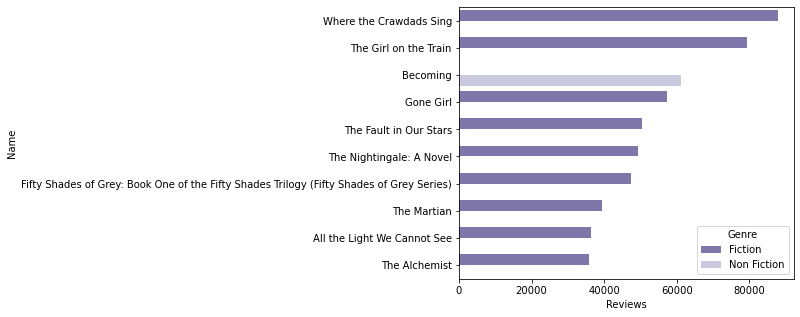 Where the Crawdads Sing
The Girl on the Train
Becoming
Gone Girl
The Fault in Our Stars
The Nightingale: A Novel
Fifty Shades of Grey: Book One of the Fifty Shades Trilogy (Fifty Shades of Grey Series)
The Martian
All the Light We Cannot See
The Alchemist
Name
Genre
Fiction
Non Fiction
0 20000 40000 60000 80000
Reviews